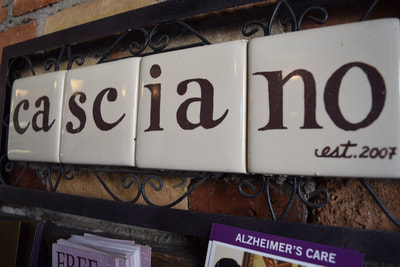 casciano
est. 2007
ALZHEIMER'S CARE
FREE